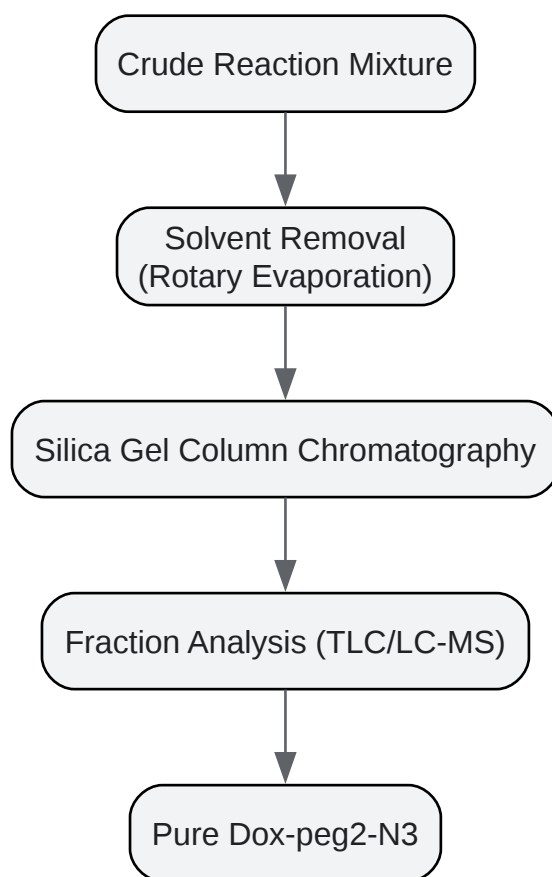 Crude Reaction Mixture
Solvent Removal
(Rotary Evaporation)
Silica Gel Column Chromatography
Fraction Analysis (TLC/LC-MS)
Pure Dox-peg2-N3